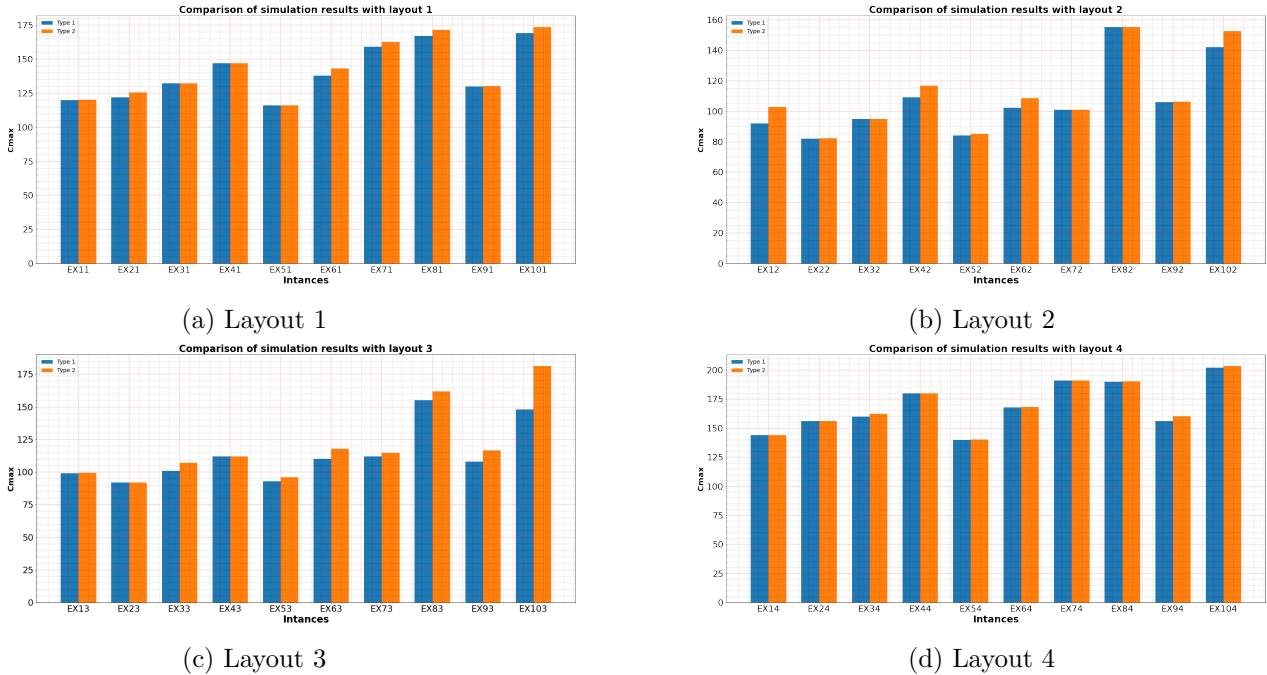 Comparison of simulation results with layout 1
Type 1
Type 2
175
150
125
100
75
50
25
0
Cmax
EX11 EX21 EX31 EX41 EX51 EX61 EX71 EX81 EX91 EX101
Intances
(a) Layout 1
Comparison of simulation results with layout 2
Type 1
Type 2
160
140
120
100
80
60
40
20
0
Cmax
EX12 EX22 EX32 EX42 EX52 EX62 EX72 EX82 EX92 EX102
Intances
(b) Layout 2
Comparison of simulation results with layout 3
Type 1
Type 2
175
150
125
100
75
50
25
0
Cmax
EX13 EX23 EX33 EX43 EX53 EX63 EX73 EX83 EX93 EX103
Intances
(c) Layout 3
Comparison of simulation results with layout 4
Type 1
Type 2
200
175
150
125
100
75
50
25
0
Cmax
EX14 EX24 EX34 EX44 EX54 EX64 EX74 EX84 EX94 EX104
Intances
(d) Layout 4